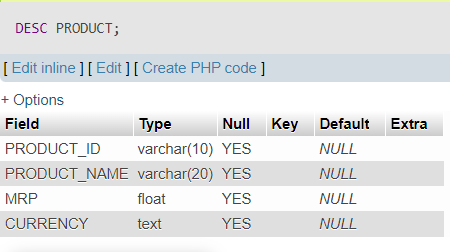 DESC PRODUCT;
[ Edit inline ] [ Edit ] [ Create PHP code ]
+ Options
Field Type Null Key Default Extra
PRODUCT_ID varchar(10) YES NULL
PRODUCT_NAME varchar(20) YES NULL
MRP float YES NULL
CURRENCY text YES NULL